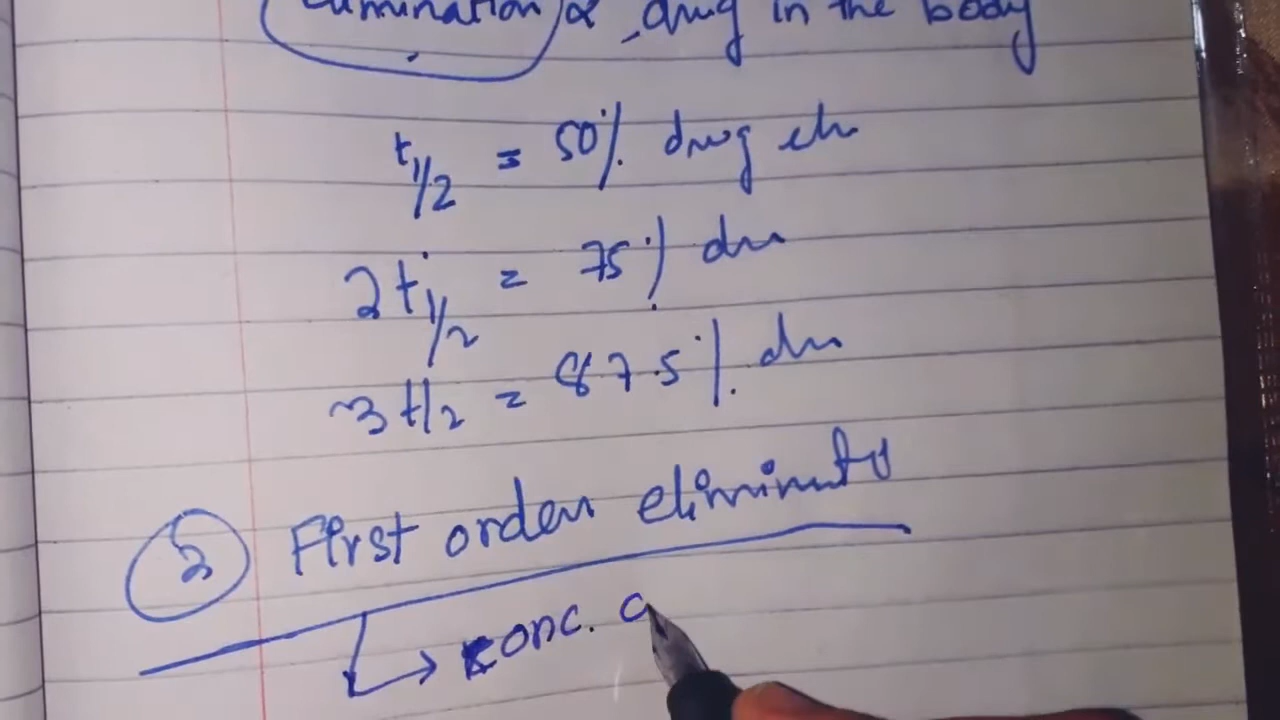 elimination α drug in the body
t1/2 = 50% drug
2t1/2 = 75%
3t1/2 = 87.5%
2 First order
conc.